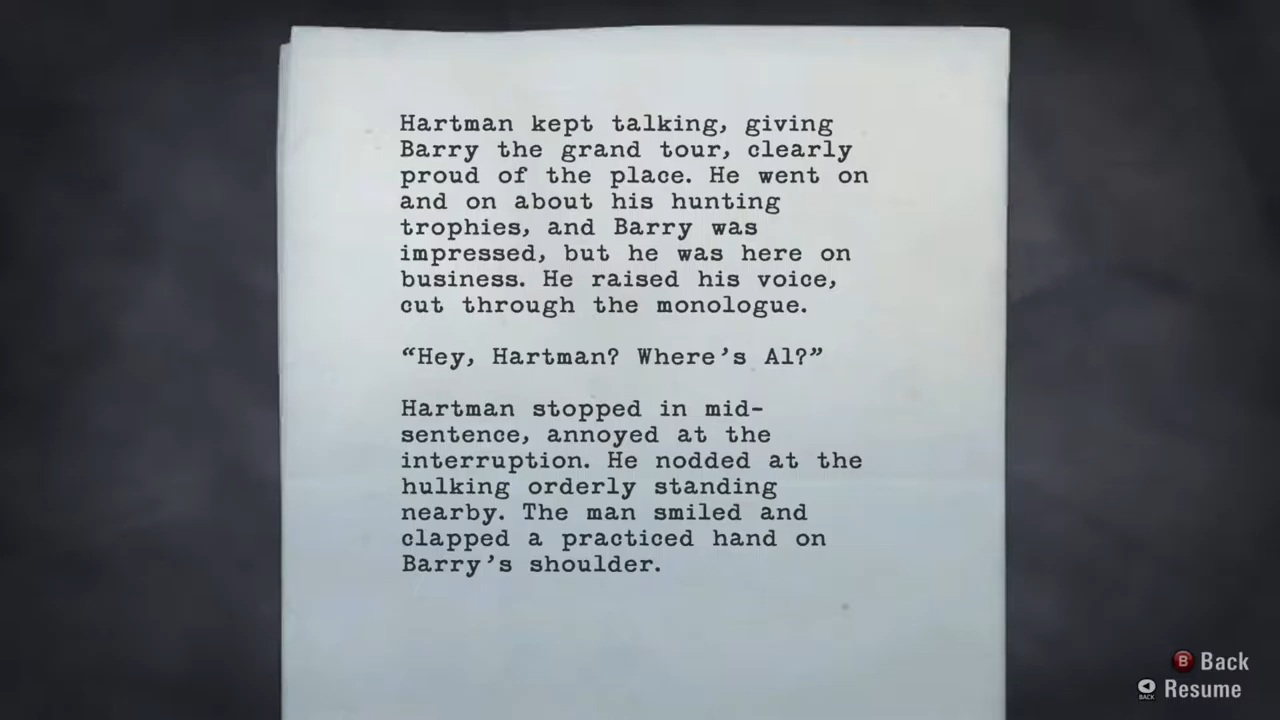 Hartman kept talking, giving
Barry the grand tour, clearly
proud of the place. He went on
and on about his hunting
trophies, and Barry was
impressed, but he was here on
business. He raised his voice,
cut through the monologue.
“Hey, Hartman? Where’s Al?”
Hartman stopped in mid-
sentence, annoyed at the
interruption. He nodded at the
hulking orderly standing
nearby. The man smiled and
clapped a practiced hand on
Barry’s shoulder.
B Back
BACK Resume